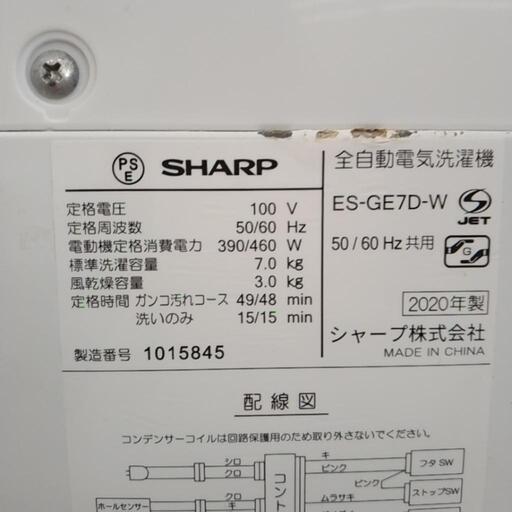 PS E SHARP 全自動電気洗濯機
定格電圧 100 V
ES-GE7D-W JET
定格周波数 50/60 Hz
電動機定格消費電力 390/460 W
50/60 Hz 共用 G
標準洗濯容量 7.0 kg
風乾燥容量 3.0 kg
定格時間 ガンコ汚れコース 49/48 min
2020年製
洗いのみ 15/15 min
シャープ株式会社
製造番号 1015845
MADE IN CHINA
配線図
コンデンサーコイルは回路保護用のため取り外さないでください。
シロ
クロ
キ
ピンク
フタSW
コント
ピンク
ストップSW
クロ
キ
ホールセンサー
ムラサキ